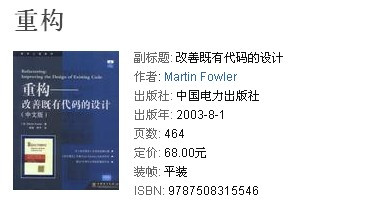 重构
Refactoring:
Improving the Design of Existing Code
重构——
改善既有代码的设计
（中文版）
副标题: 改善既有代码的设计
作者: Martin Fowler
出版社: 中国电力出版社
出版年: 2003-8-1
页数: 464
定价: 68.00元
装帧: 平装
ISBN: 9787508315546